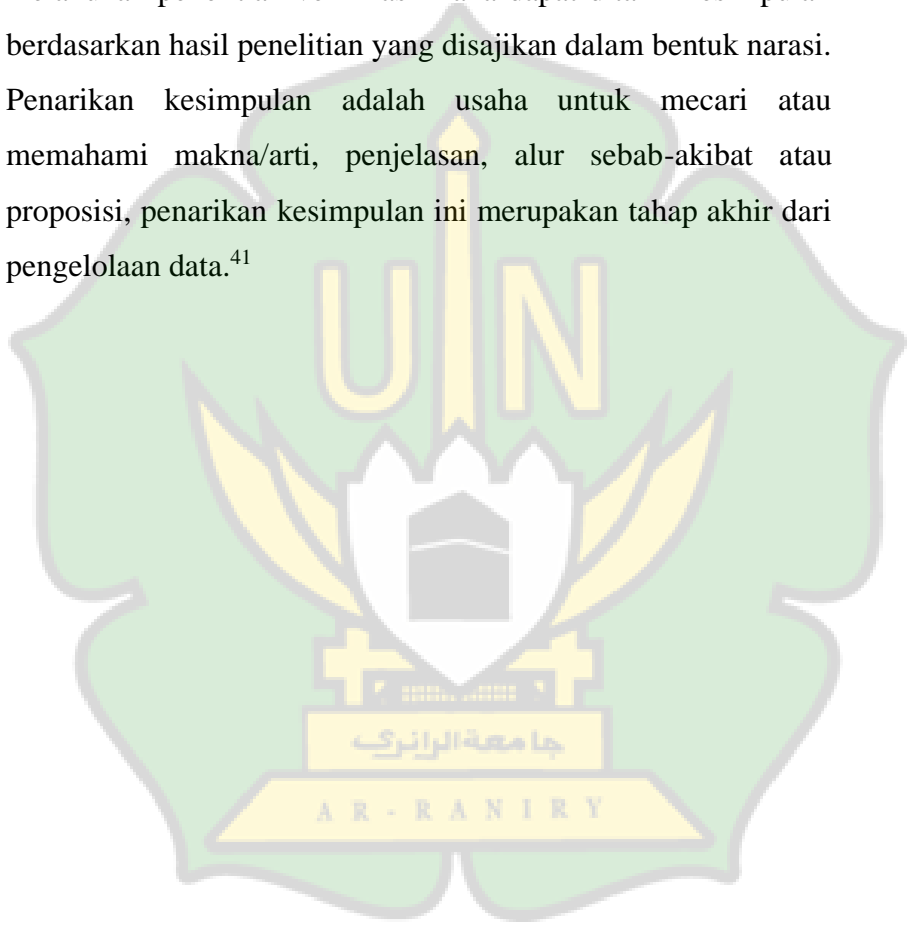 berdasarkan hasil penelitian yang disajikan dalam bentuk narasi.
Penarikan kesimpulan adalah usaha untuk mecari atau
memahami makna/arti, penjelasan, alur sebab-akibat atau
proposisi, penarikan kesimpulan ini merupakan tahap akhir dari
pengelolaan data.41
UIN
جامعة الرانري
AR-RANIRY